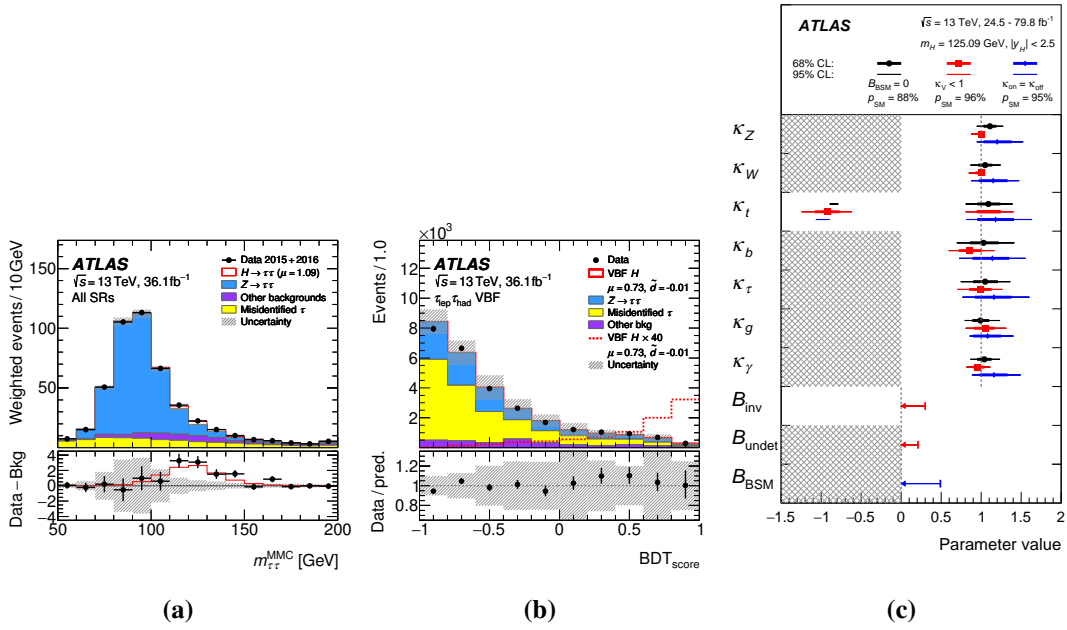 ATLAS
√s = 13 TeV, 36.1fb⁻¹
All SRs
Data 2015+2016
H→ττ (μ = 1.09)
Z→ττ
Other backgrounds
Misidentified τ
Uncertainty
Weighted events / 10 GeV
150
100
50
Data − Bkg
4
2
0
−2
−4
50 100 150 200
m_ττ^MMC [GeV]
(a)
×10³
ATLAS
√s = 13 TeV, 36.1fb⁻¹
τ_lep τ_had VBF
Data
VBF H
μ = 0.73, d̃ = -0.01
Z→ττ
Misidentified τ
Other bkg
VBF H × 40
μ = 0.73, d̃ = -0.01
Uncertainty
Events / 1.0
14
12
10
8000
6000
4000
2000
0
Data / pred.
1.2
1.0
0.8
−1 −0.5 0 0.5 1
BDT_score
(b)
ATLAS
√s = 13 TeV, 24.5 - 79.8 fb⁻¹
m_H = 125.09 GeV, |y_H| < 2.5
68% CL:
95% CL:
B_BSM = 0 κ_V < 1 κ_on = κ_off
p_SM = 88% p_SM = 96% p_SM = 95%
κ_Z
κ_W
κ_t
κ_b
κ_τ
κ_g
κ_γ
B_inv
B_undet
B_BSM
−1.5 −1 −0.5 0 0.5 1 1.5 2
Parameter value
(c)